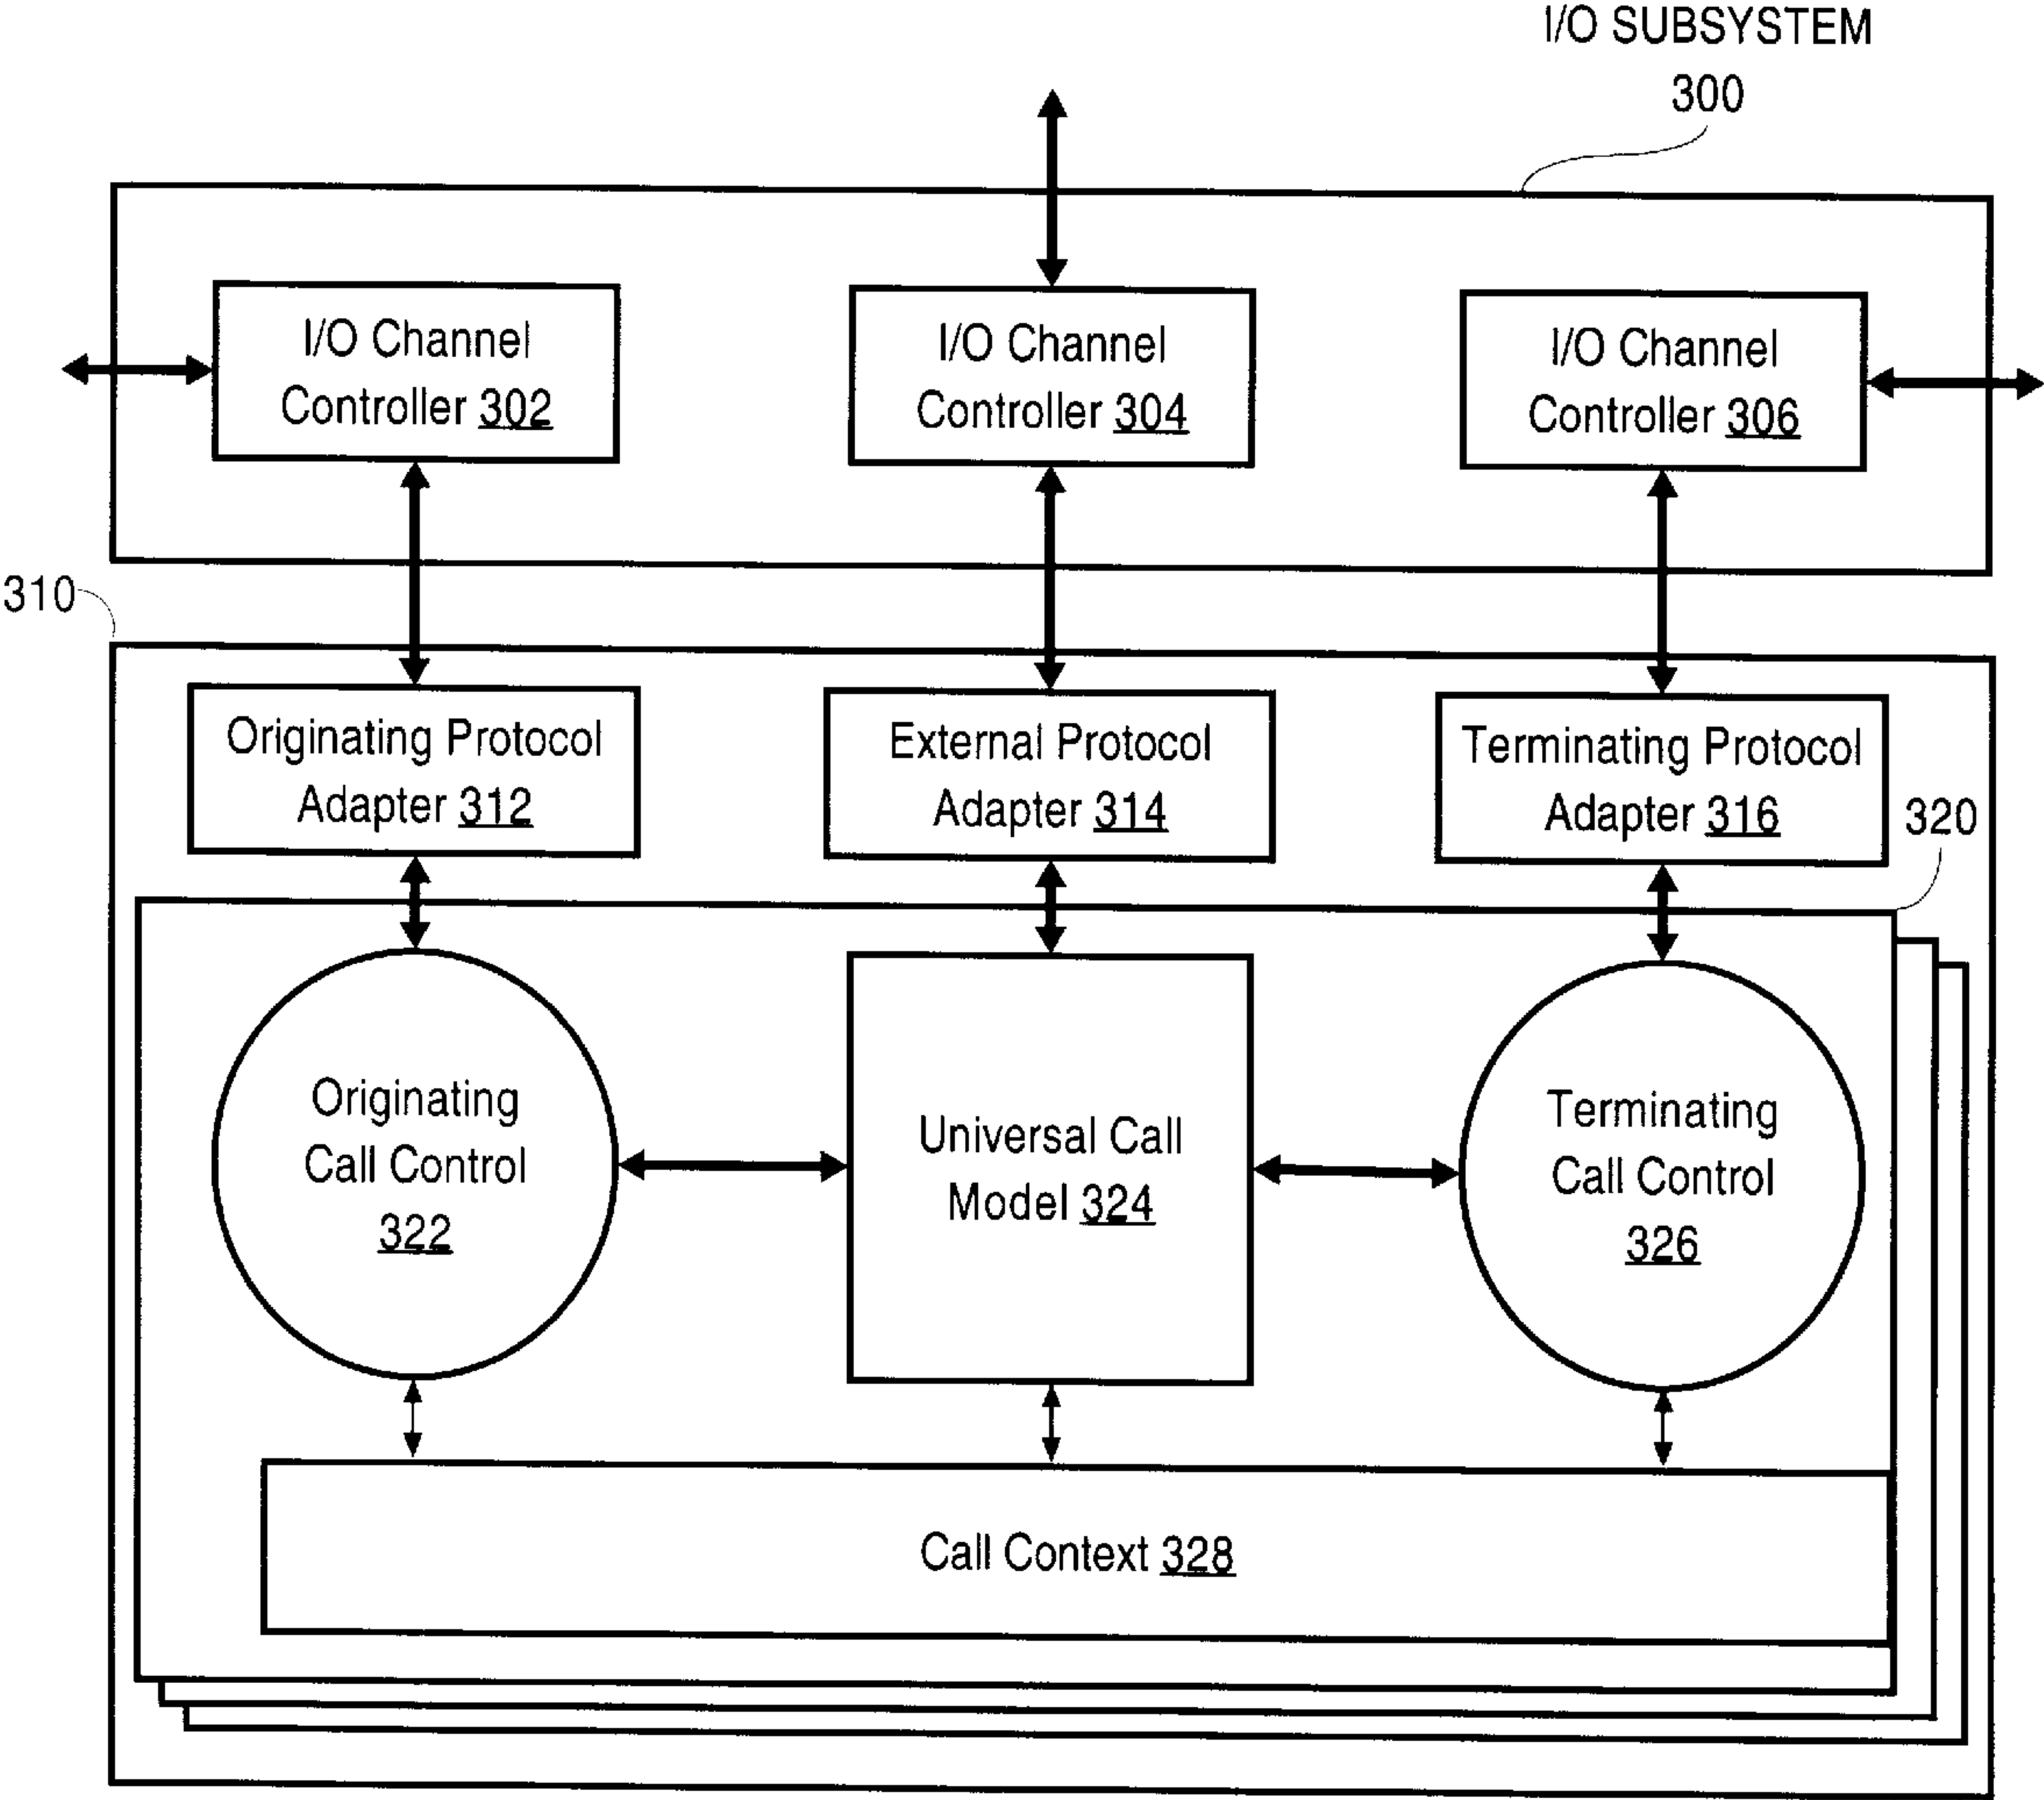 I/O SUBSYSTEM
300
I/O Channel
Controller 302
I/O Channel
Controller 304
I/O Channel
Controller 306
310
Originating Protocol
Adapter 312
External Protocol
Adapter 314
Terminating Protocol
Adapter 316
320
Originating
Call Control
322
Universal Call
Model 324
Terminating
Call Control
326
Call Context 328